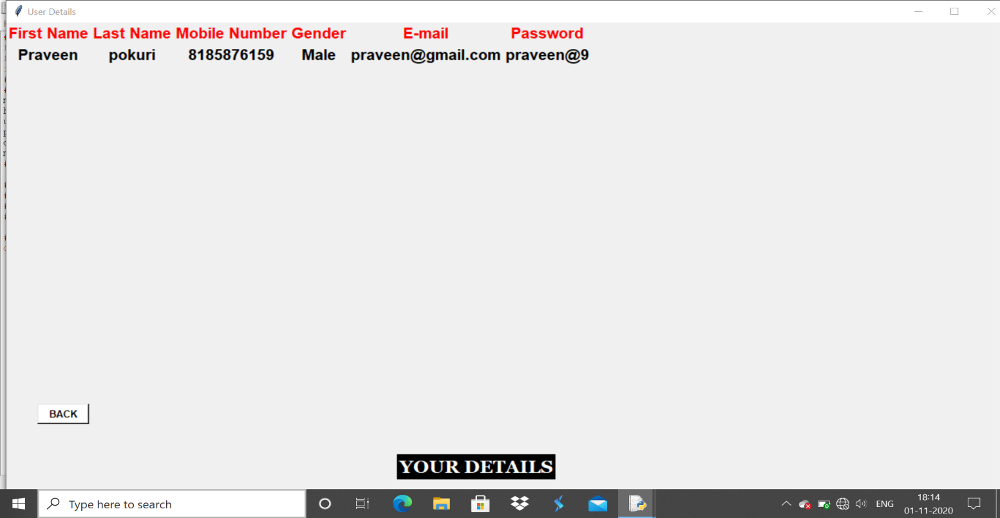 User Details
First Name Last Name Mobile Number Gender E-mail Password
Praveen pokuri 8185876159 Male praveen@gmail.com praveen@9
BACK
YOUR DETAILS
Type here to search
ENG
18:14
01-11-2020